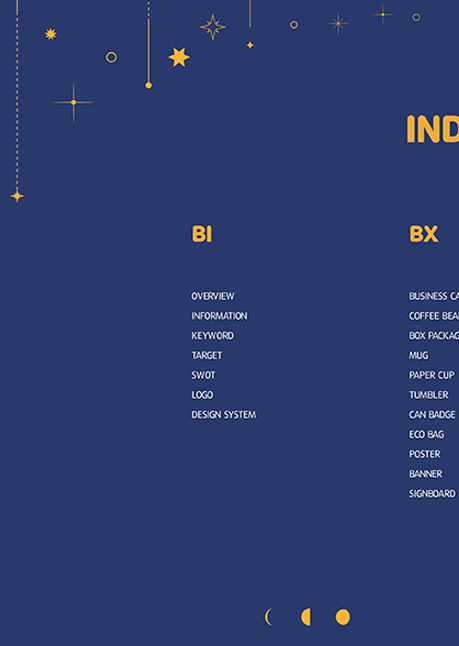 IND
BI
OVERVIEW
INFORMATION
KEYWORD
TARGET
SWOT
LOGO
DESIGN SYSTEM
BX
BUSINESS CA
COFFEE BEA
BOX PACKAG
MUG
PAPER CUP
TUMBLER
CAN BADGE
ECO BAG
POSTER
BANNER
SIGNBOARD